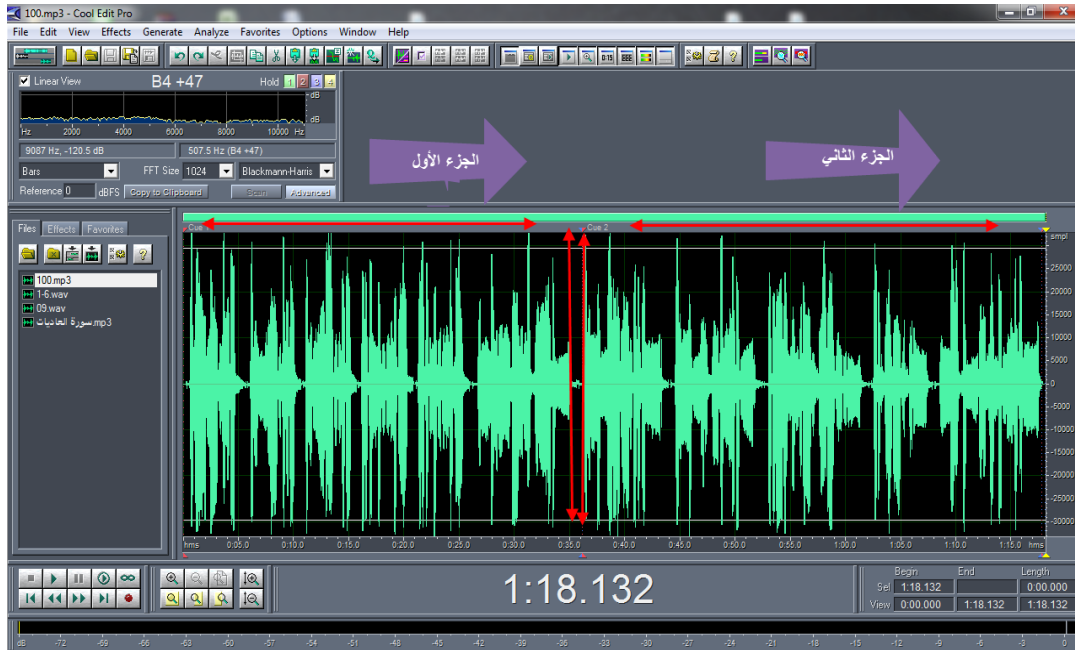 100.mp3 - Cool Edit Pro
File Edit View Effects Generate Analyze Favorites Options Window Help
Linear View B4 +47 Hold 1 2 3 4
dB
dB
Hz 2000 4000 6000 8000 10000 Hz
9087 Hz, -120.5 dB 507.5 Hz (B4 +47)
Bars FFT Size 1024 Blackmann-Harris
Reference 0 dBFS Copy to Clipboard Scan Advanced
الجزء الأول
الجزء الثاني
Files Effects Favorites
100.mp3
1-6.wav
09.wav
سورة العاديات.mp3
Cue Cue 2
smpl
25000
20000
15000
10000
5000
0
-5000
-10000
-15000
-20000
-25000
-30000
hms 0:05.0 0:10.0 0:15.0 0:20.0 0:25.0 0:30.0 0:35.0 0:40.0 0:45.0 0:50.0 0:55.0 1:00.0 1:05.0 1:10.0 1:15.0 hms
1:18.132
Begin End Length
Sel 1:18.132 0:00.000
View 0:00.000 1:18.132 1:18.132
dB -72 -69 -66 -63 -60 -57 -54 -51 -48 -45 -42 -39 -36 -33 -30 -27 -24 -21 -18 -15 -12 -9 -6 -3 0